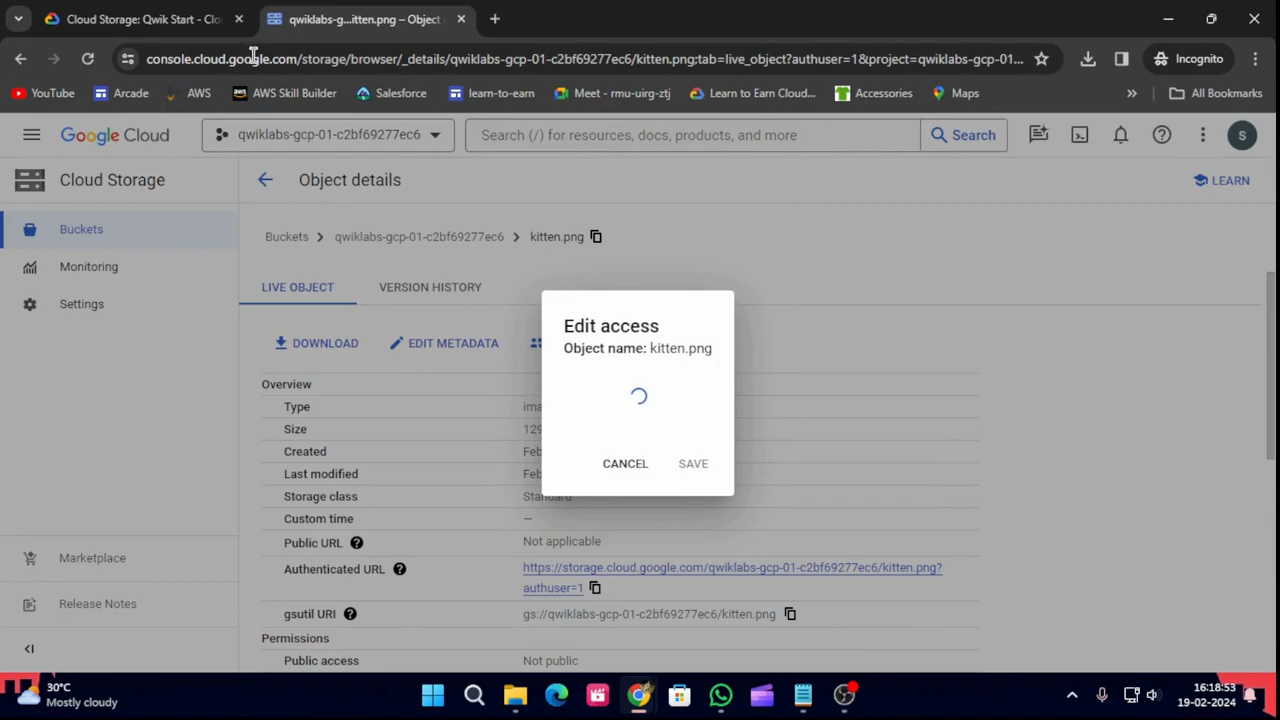 Cloud Storage: Qwik Start - Clo
qwiklabs-g...itten.png – Object
console.cloud.google.com/storage/browser/_details/qwiklabs-gcp-01-c2bf69277ec6/kitten.png;tab=live_object?authuser=1&project=qwiklabs-gcp-01...
Incognito
YouTube
Arcade
AWS
AWS Skill Builder
Salesforce
learn-to-earn
Meet - rmu-uirg-ztj
Learn to Earn Cloud...
Accessories
Maps
All Bookmarks
Google Cloud
qwiklabs-gcp-01-c2bf69277ec6
Search (/) for resources, docs, products, and more
Search
S
Cloud Storage
Object details
LEARN
Buckets
Monitoring
Settings
Marketplace
Release Notes
Buckets > qwiklabs-gcp-01-c2bf69277ec6 > kitten.png
LIVE OBJECT
VERSION HISTORY
DOWNLOAD
EDIT METADATA
Edit access
Object name: kitten.png
CANCEL
SAVE
Overview
Type ima
Size 129
Created Feb
Last modified Feb
Storage class Standard
Custom time —
Public URL Not applicable
Authenticated URL https://storage.cloud.google.com/qwiklabs-gcp-01-c2bf69277ec6/kitten.png?
authuser=1
gsutil URI gs://qwiklabs-gcp-01-c2bf69277ec6/kitten.png
Permissions
Public access Not public
30°C
Mostly cloudy
16:18:53
19-02-2024